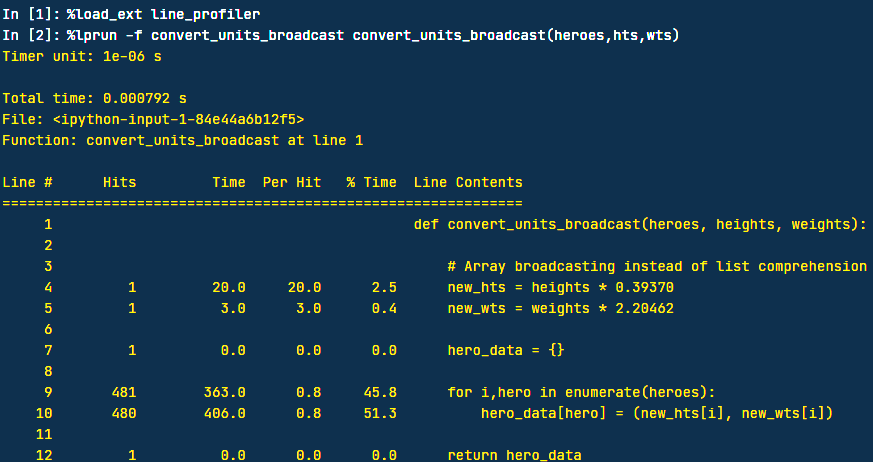 In [1]: %load_ext line_profiler
In [2]: %lprun -f convert_units_broadcast convert_units_broadcast(heroes,hts,wts)
Timer unit: 1e-06 s

Total time: 0.000792 s
File: <ipython-input-1-84e44a6b12f5>
Function: convert_units_broadcast at line 1

Line #      Hits         Time  Per Hit   % Time  Line Contents
==============================================================
     1                                           def convert_units_broadcast(heroes, heights, weights):
     2
     3                                               # Array broadcasting instead of list comprehension
     4         1         20.0     20.0      2.5      new_hts = heights * 0.39370
     5         1          3.0      3.0      0.4      new_wts = weights * 2.20462
     6
     7         1          0.0      0.0      0.0      hero_data = {}
     8
     9       481        363.0      0.8     45.8      for i,hero in enumerate(heroes):
    10       480        406.0      0.8     51.3          hero_data[hero] = (new_hts[i], new_wts[i])
    11
    12         1          0.0      0.0      0.0      return hero_data